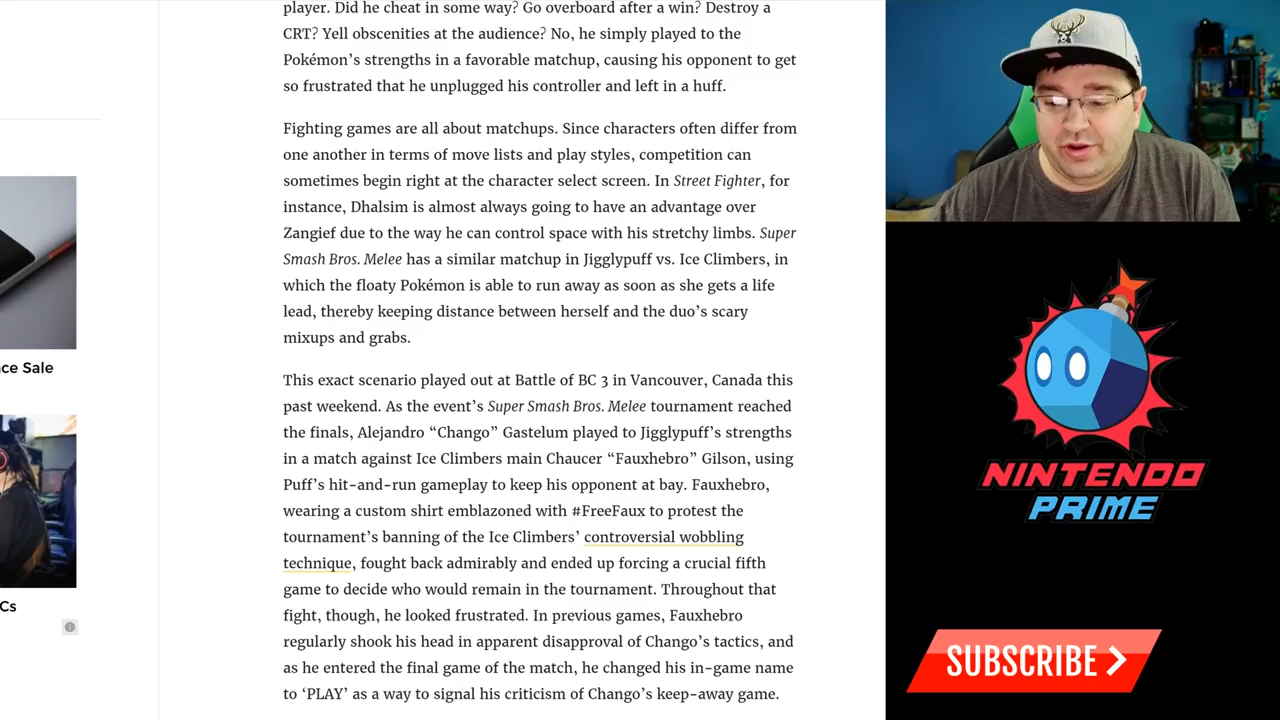 player. Did he cheat in some way? Go overboard after a win? Destroy a
CRT? Yell obscenities at the audience? No, he simply played to the
Pokémon’s strengths in a favorable matchup, causing his opponent to get
so frustrated that he unplugged his controller and left in a huff.
Fighting games are all about matchups. Since characters often differ from
one another in terms of move lists and play styles, competition can
sometimes begin right at the character select screen. In Street Fighter, for
instance, Dhalsim is almost always going to have an advantage over
Zangief due to the way he can control space with his stretchy limbs. Super
Smash Bros. Melee has a similar matchup in Jigglypuff vs. Ice Climbers, in
which the floaty Pokémon is able to run away as soon as she gets a life
lead, thereby keeping distance between herself and the duo’s scary
mixups and grabs.
This exact scenario played out at Battle of BC 3 in Vancouver, Canada this
past weekend. As the event’s Super Smash Bros. Melee tournament reached
the finals, Alejandro “Chango” Gastelum played to Jigglypuff’s strengths
in a match against Ice Climbers main Chaucer “Fauxhebro” Gilson, using
Puff’s hit-and-run gameplay to keep his opponent at bay. Fauxhebro,
wearing a custom shirt emblazoned with #FreeFaux to protest the
tournament’s banning of the Ice Climbers’ controversial wobbling
technique, fought back admirably and ended up forcing a crucial fifth
game to decide who would remain in the tournament. Throughout that
fight, though, he looked frustrated. In previous games, Fauxhebro
regularly shook his head in apparent disapproval of Chango’s tactics, and
as he entered the final game of the match, he changed his in-game name
to ‘PLAY’ as a way to signal his criticism of Chango’s keep-away game.
ce Sale
Cs
NINTENDO
PRIME
SUBSCRIBE